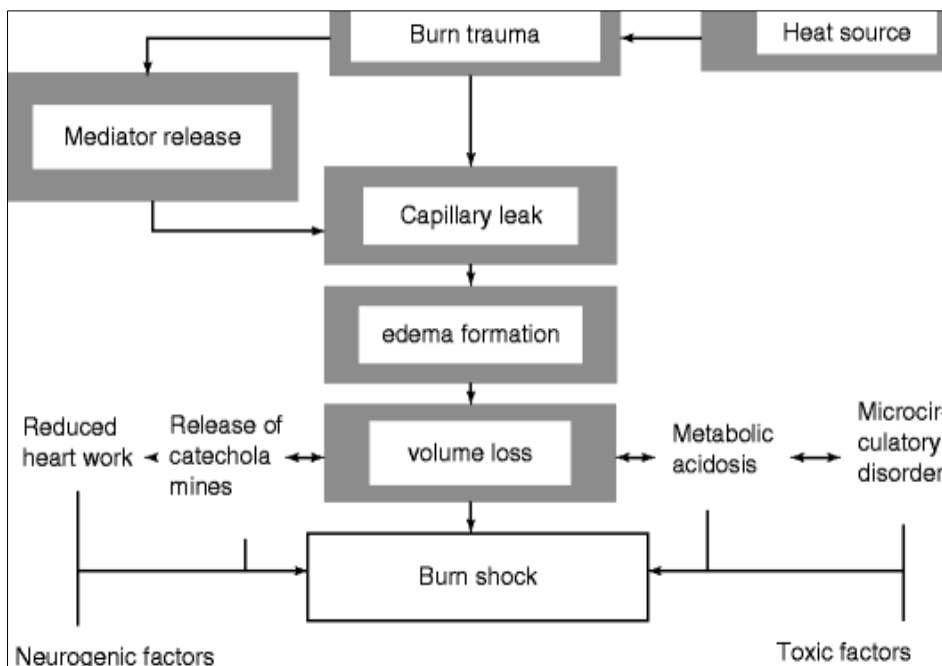 Burn trauma
Heat source
Mediator release
Capillary leak
edema formation
Reduced
heart work
Release of
catechola
mines
volume loss
Metabolic
acidosis
Microcir-
culatory
disorder
Burn shock
Neurogenic factors
Toxic factors